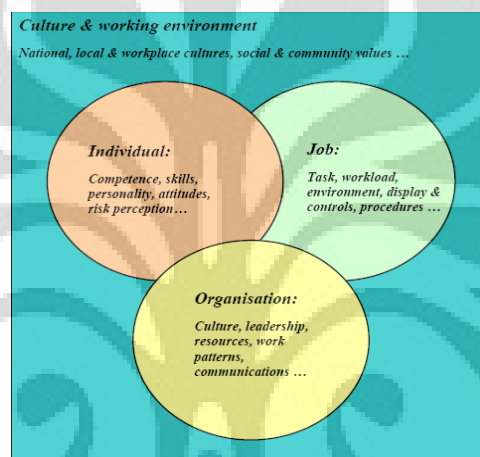 Culture & working environment
National, local & workplace cultures, social & community values …
Individual:
Competence, skills,
personality, attitudes,
risk perception…
Job:
Task, workload,
environment, display &
controls, procedures …
Organisation:
Culture, leadership,
resources, work
patterns,
communications …